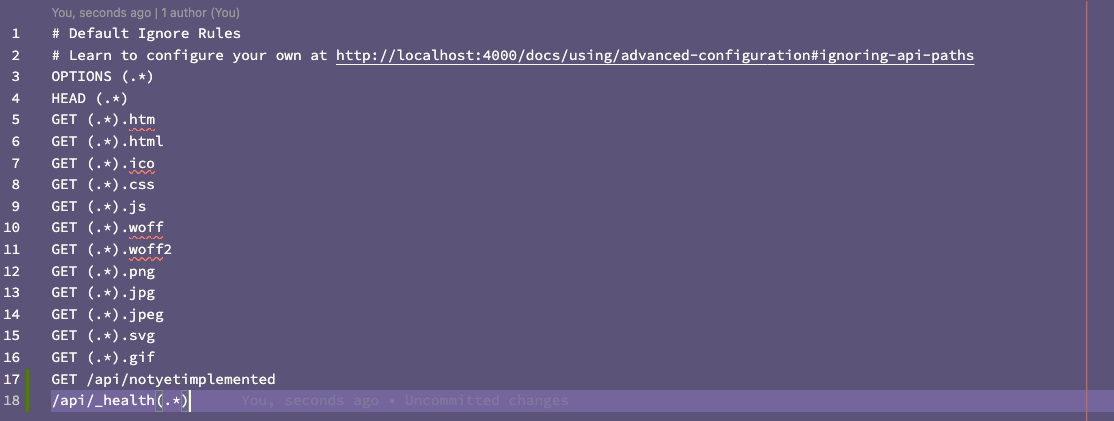 You, seconds ago | 1 author (You)
1 # Default Ignore Rules
2 # Learn to configure your own at http://localhost:4000/docs/using/advanced-configuration#ignoring-api-paths
3 OPTIONS (.*)
4 HEAD (.*)
5 GET (.*).htm
6 GET (.*).html
7 GET (.*).ico
8 GET (.*).css
9 GET (.*).js
10 GET (.*).woff
11 GET (.*).woff2
12 GET (.*).png
13 GET (.*).jpg
14 GET (.*).jpeg
15 GET (.*).svg
16 GET (.*).gif
17 GET /api/notyetimplemented
18 /api/_health(.*) You, seconds ago • Uncommitted changes